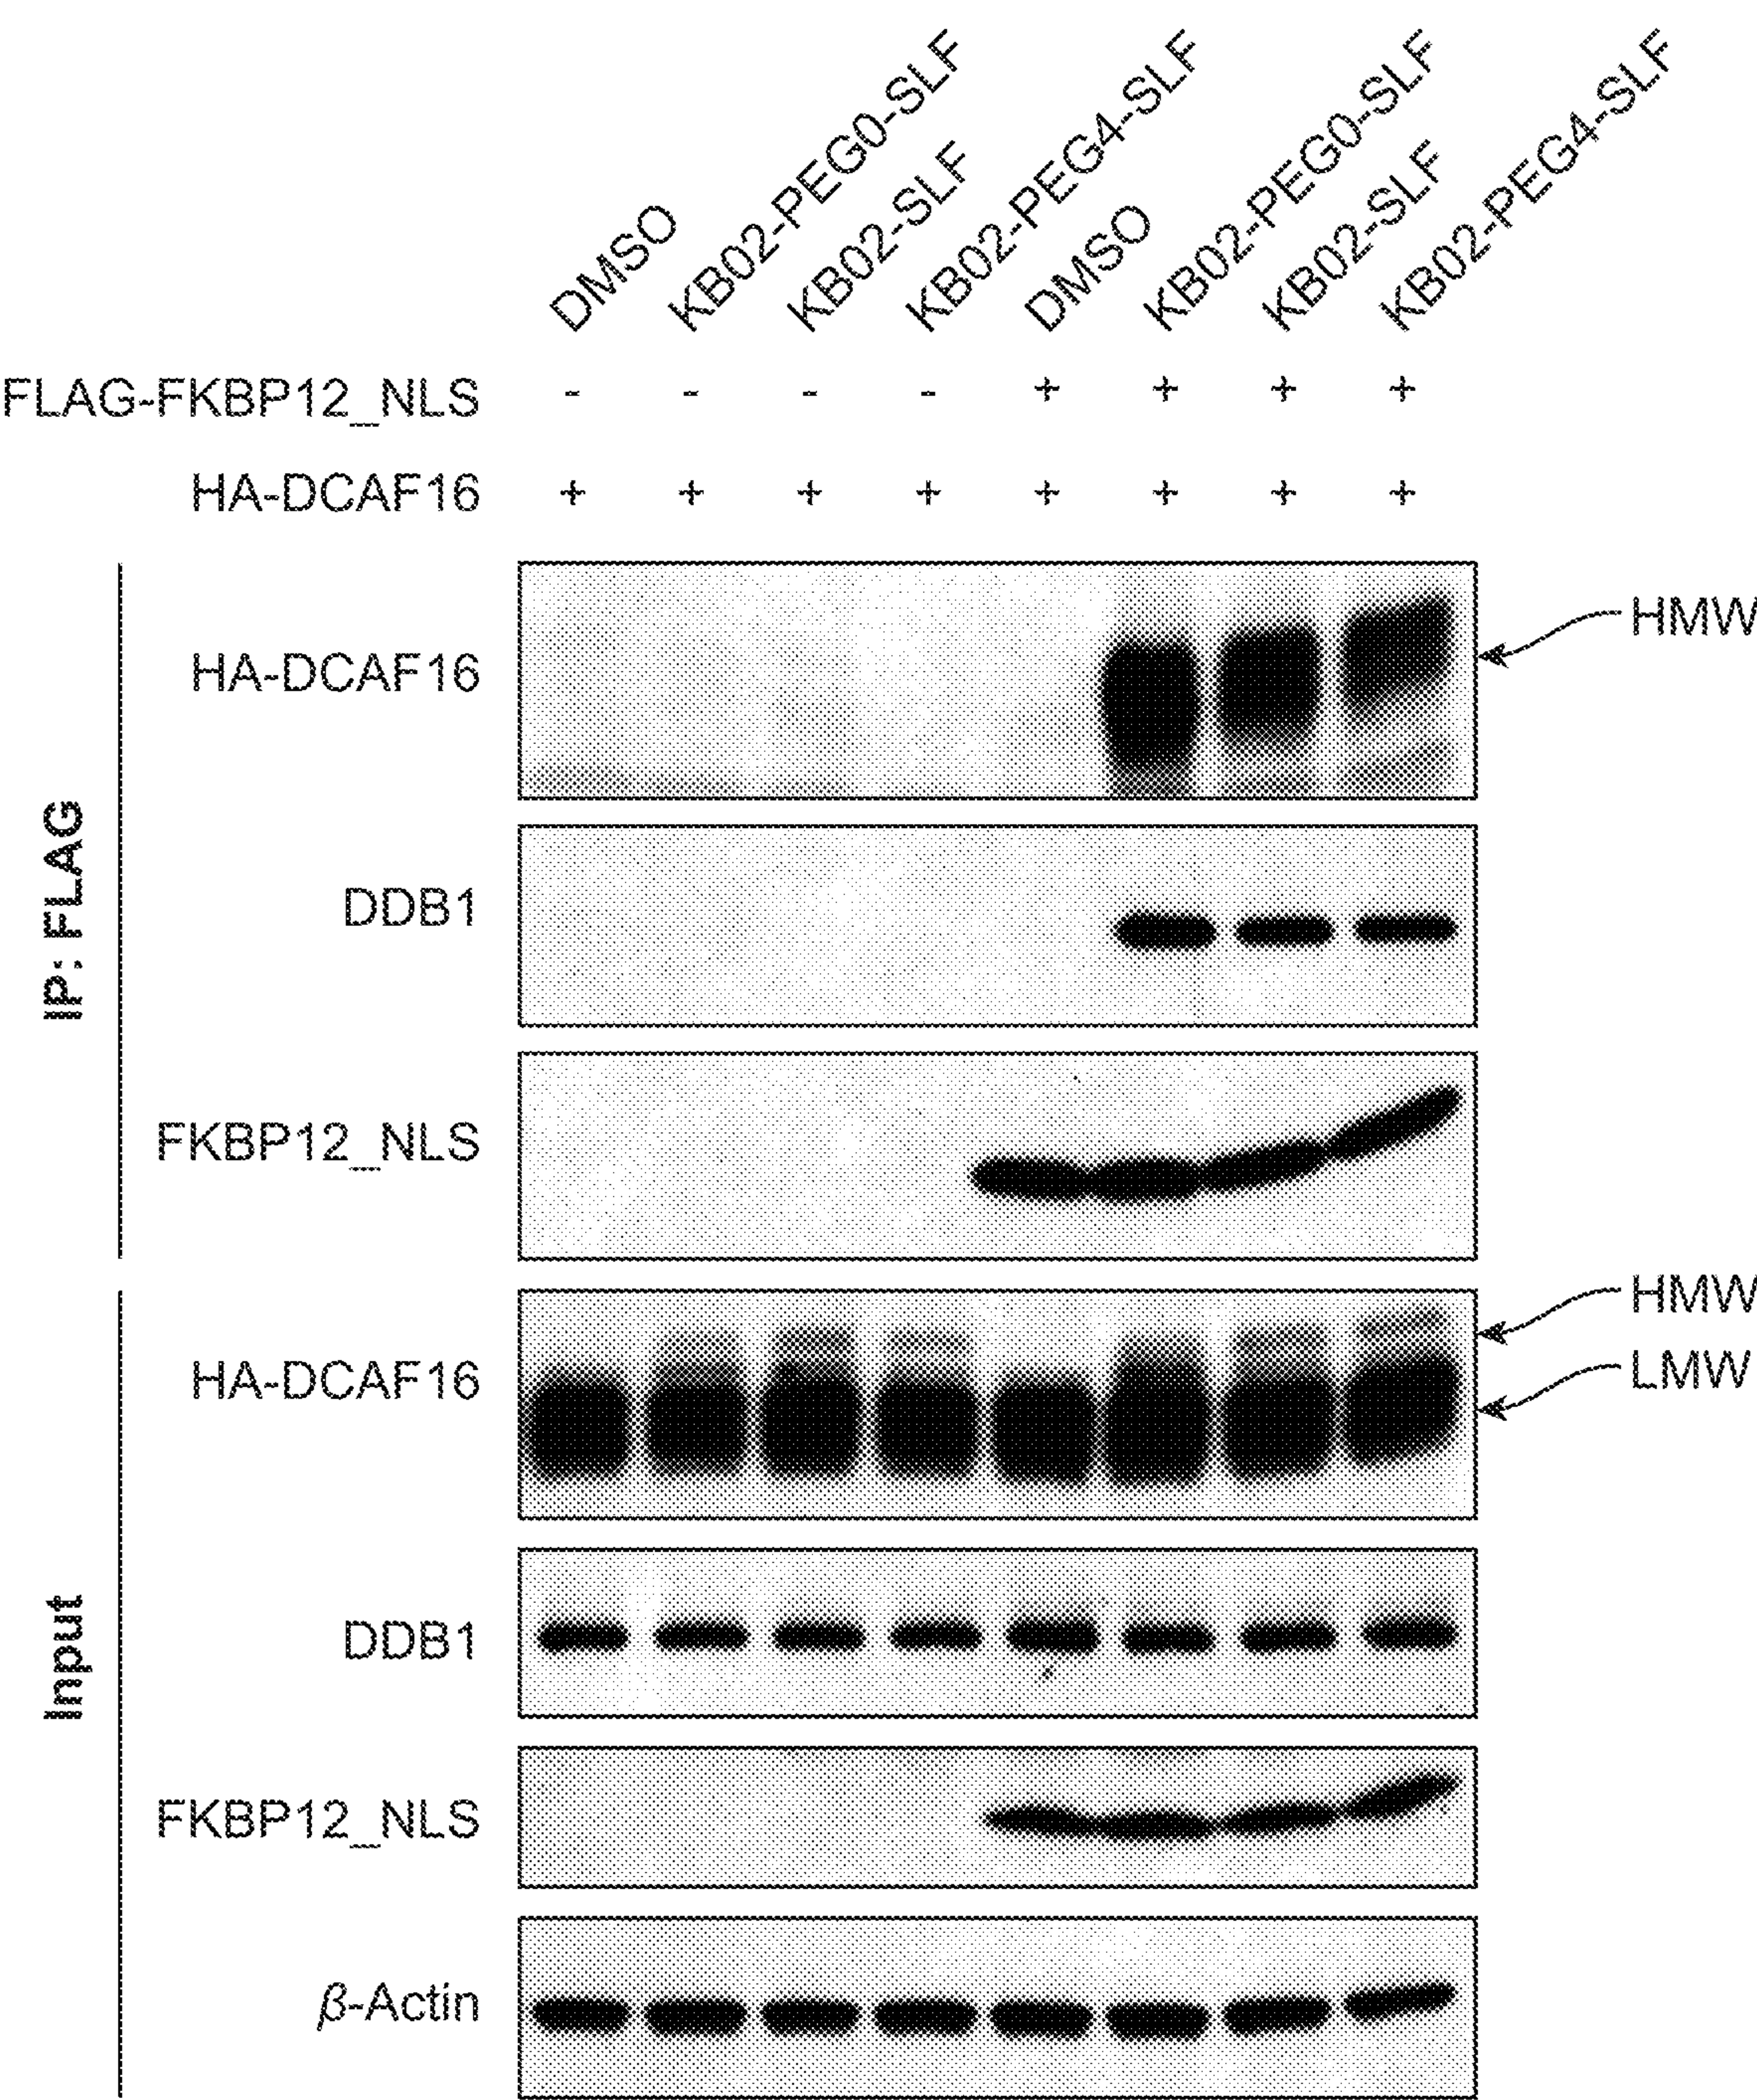 DMSO
KB02-PEG0-SLF
KB02-SLF
KB02-PEG4-SLF
DMSO
KB02-PEG0-SLF
KB02-SLF
KB02-PEG4-SLF
FLAG-FKBP12_NLS - - - - + + + +
HA-DCAF16 + + + + + + + +
IP: FLAG
HA-DCAF16
HMW
DDB1
FKBP12_NLS
Input
HA-DCAF16
HMW
LMW
DDB1
FKBP12_NLS
β-Actin